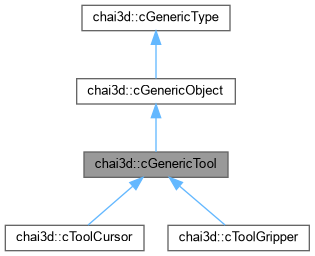 chai3d::cGenericType
chai3d::cGenericObject
chai3d::cGenericTool
chai3d::cToolCursor
chai3d::cToolGripper